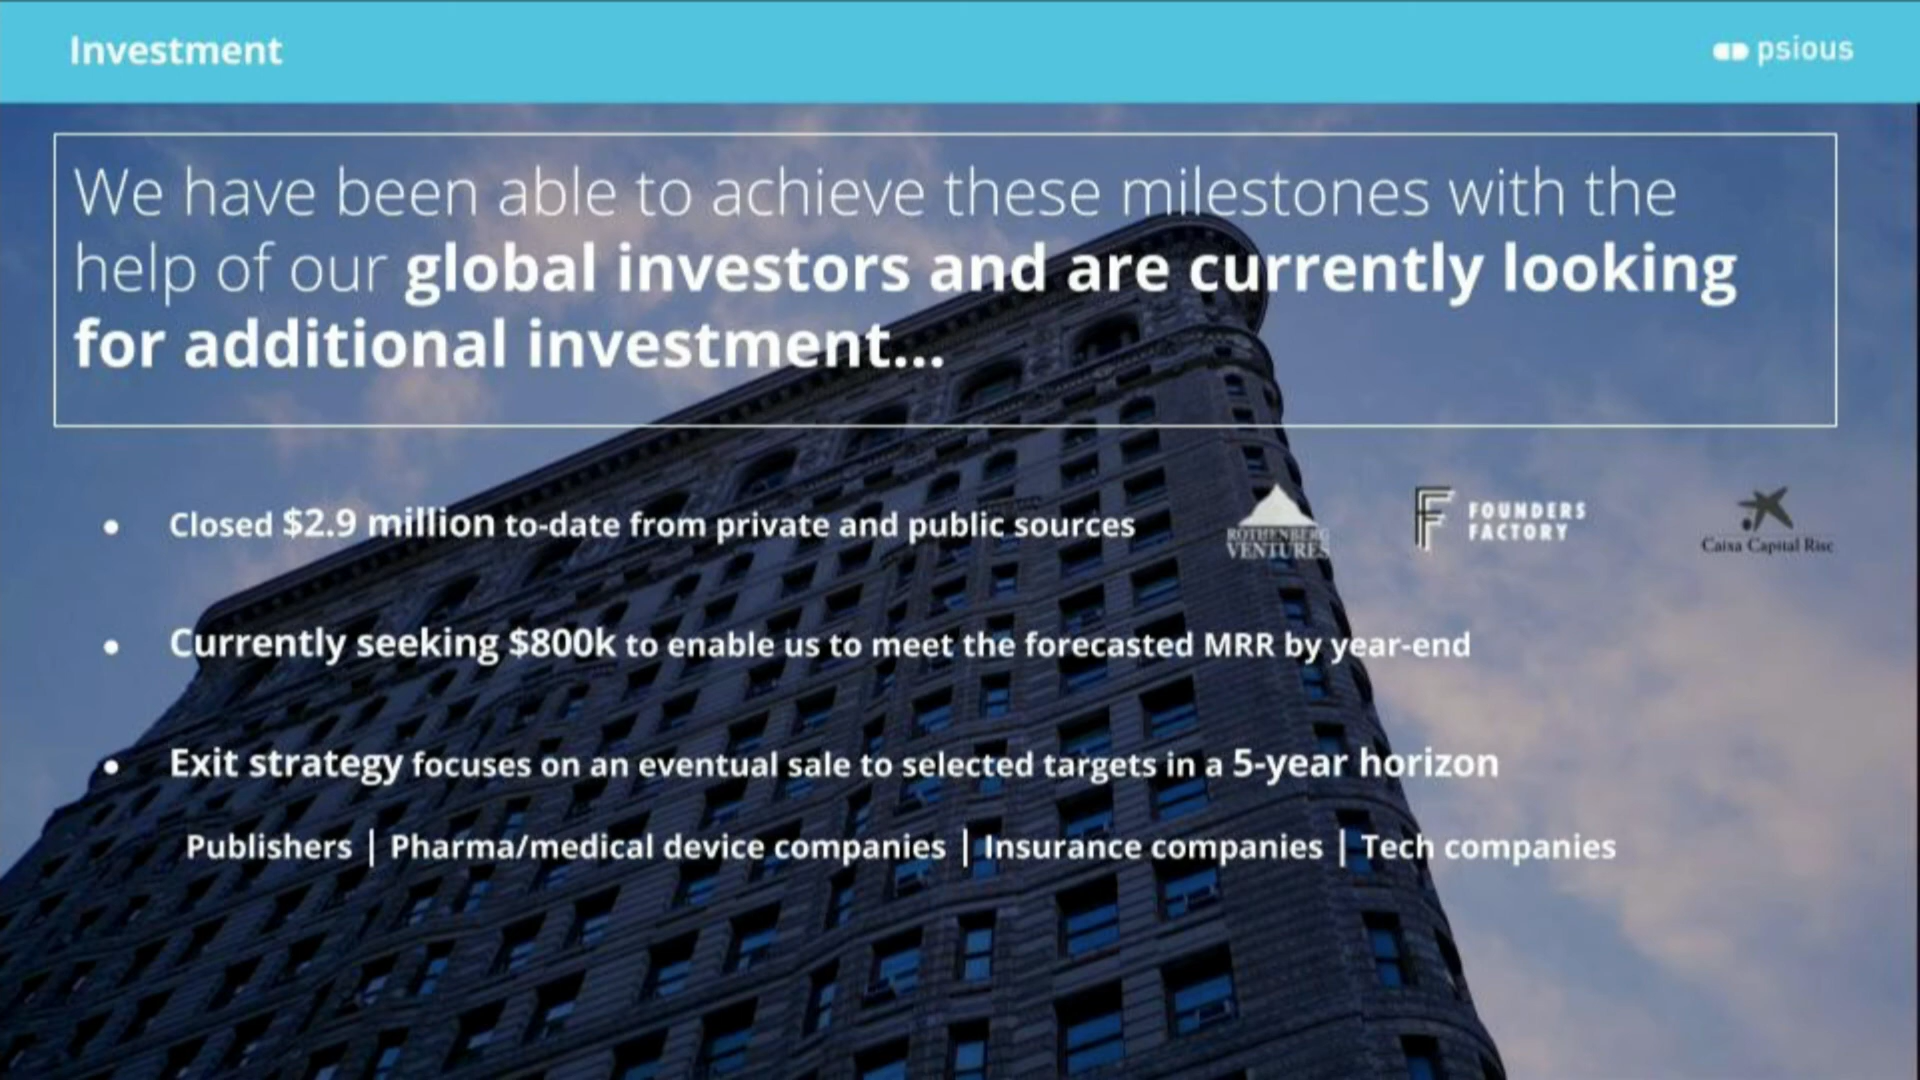 Investment
psious
We have been able to achieve these milestones with the
help of our global investors and are currently looking
for additional investment...
• Closed $2.9 million to-date from private and public sources
ROTHENBERG
VENTURES
FOUNDERS
FACTORY
Caixa Capital Risc
• Currently seeking $800k to enable us to meet the forecasted MRR by year-end
• Exit strategy focuses on an eventual sale to selected targets in a 5-year horizon
Publishers | Pharma/medical device companies | Insurance companies | Tech companies